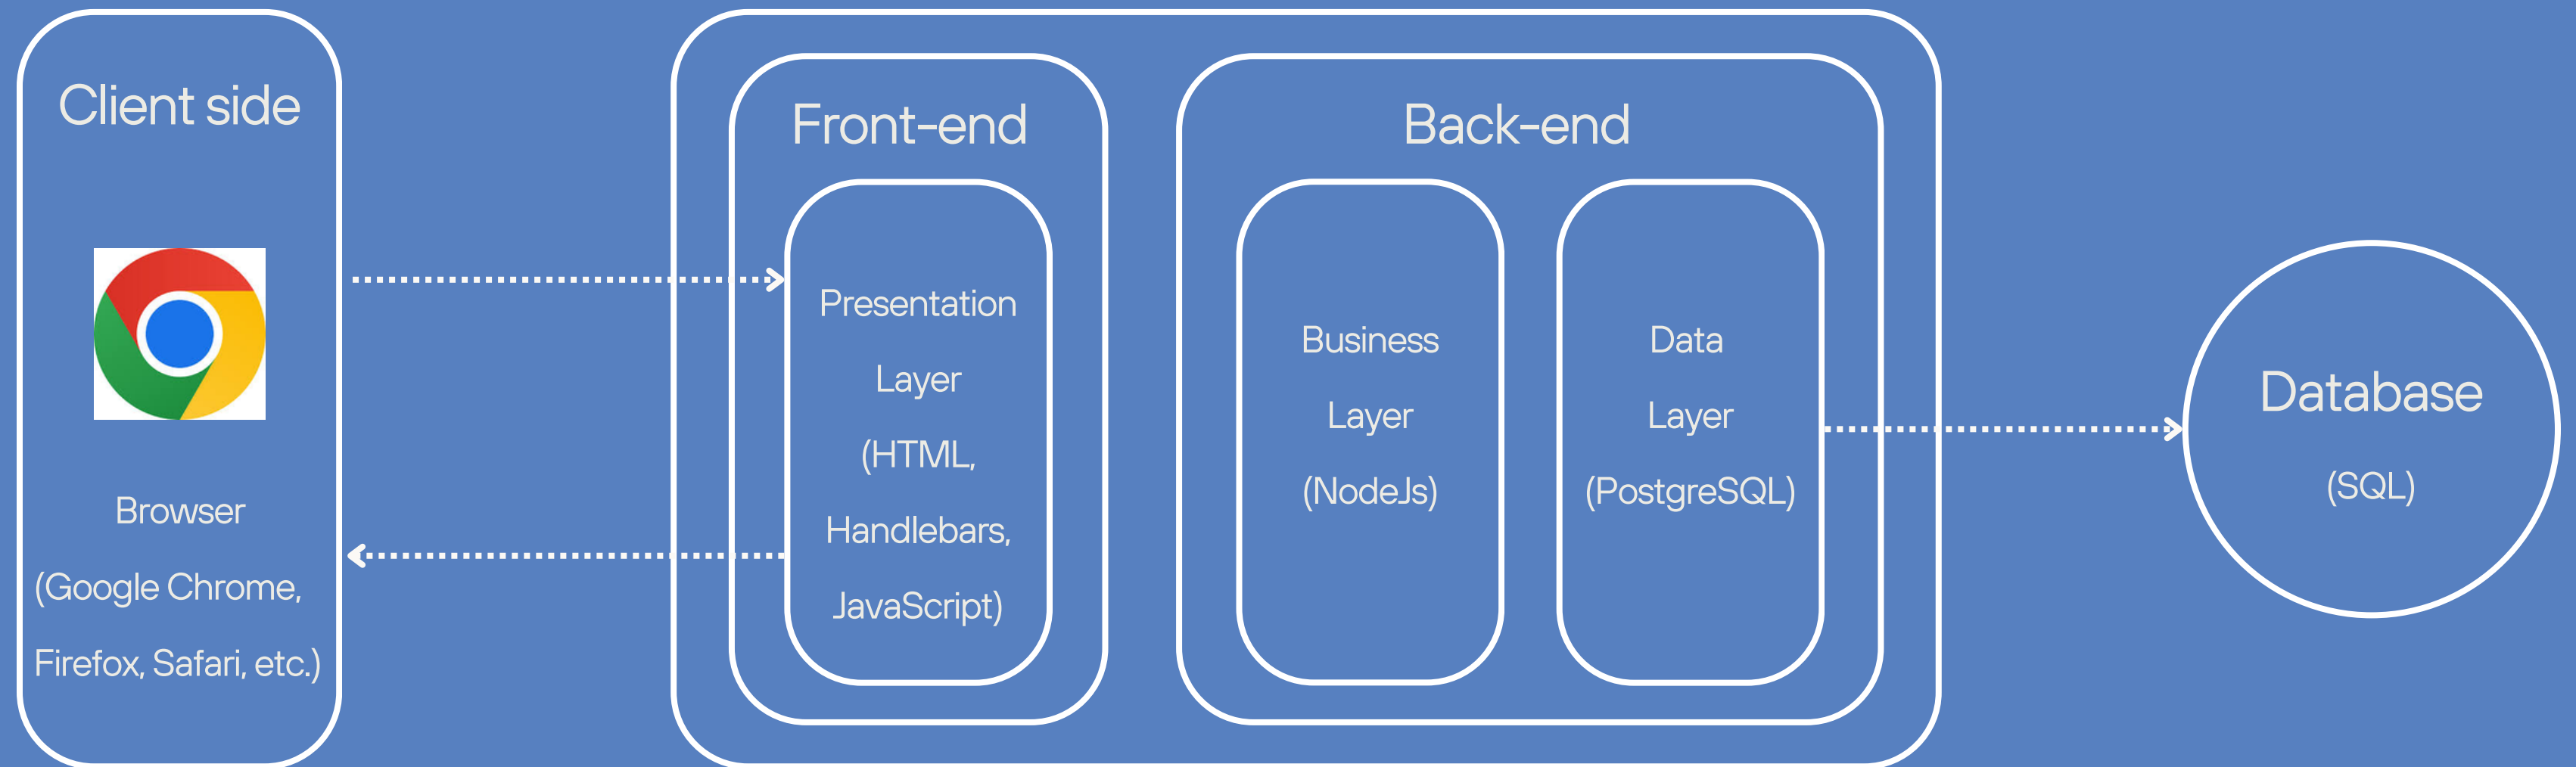 Client side
Browser
(Google Chrome,
Firefox, Safari, etc.)
Front-end
Presentation
Layer
(HTML,
Handlebars,
JavaScript)
Back-end
Business
Layer
(NodeJs)
Data
Layer
(PostgreSQL)
Database
(SQL)